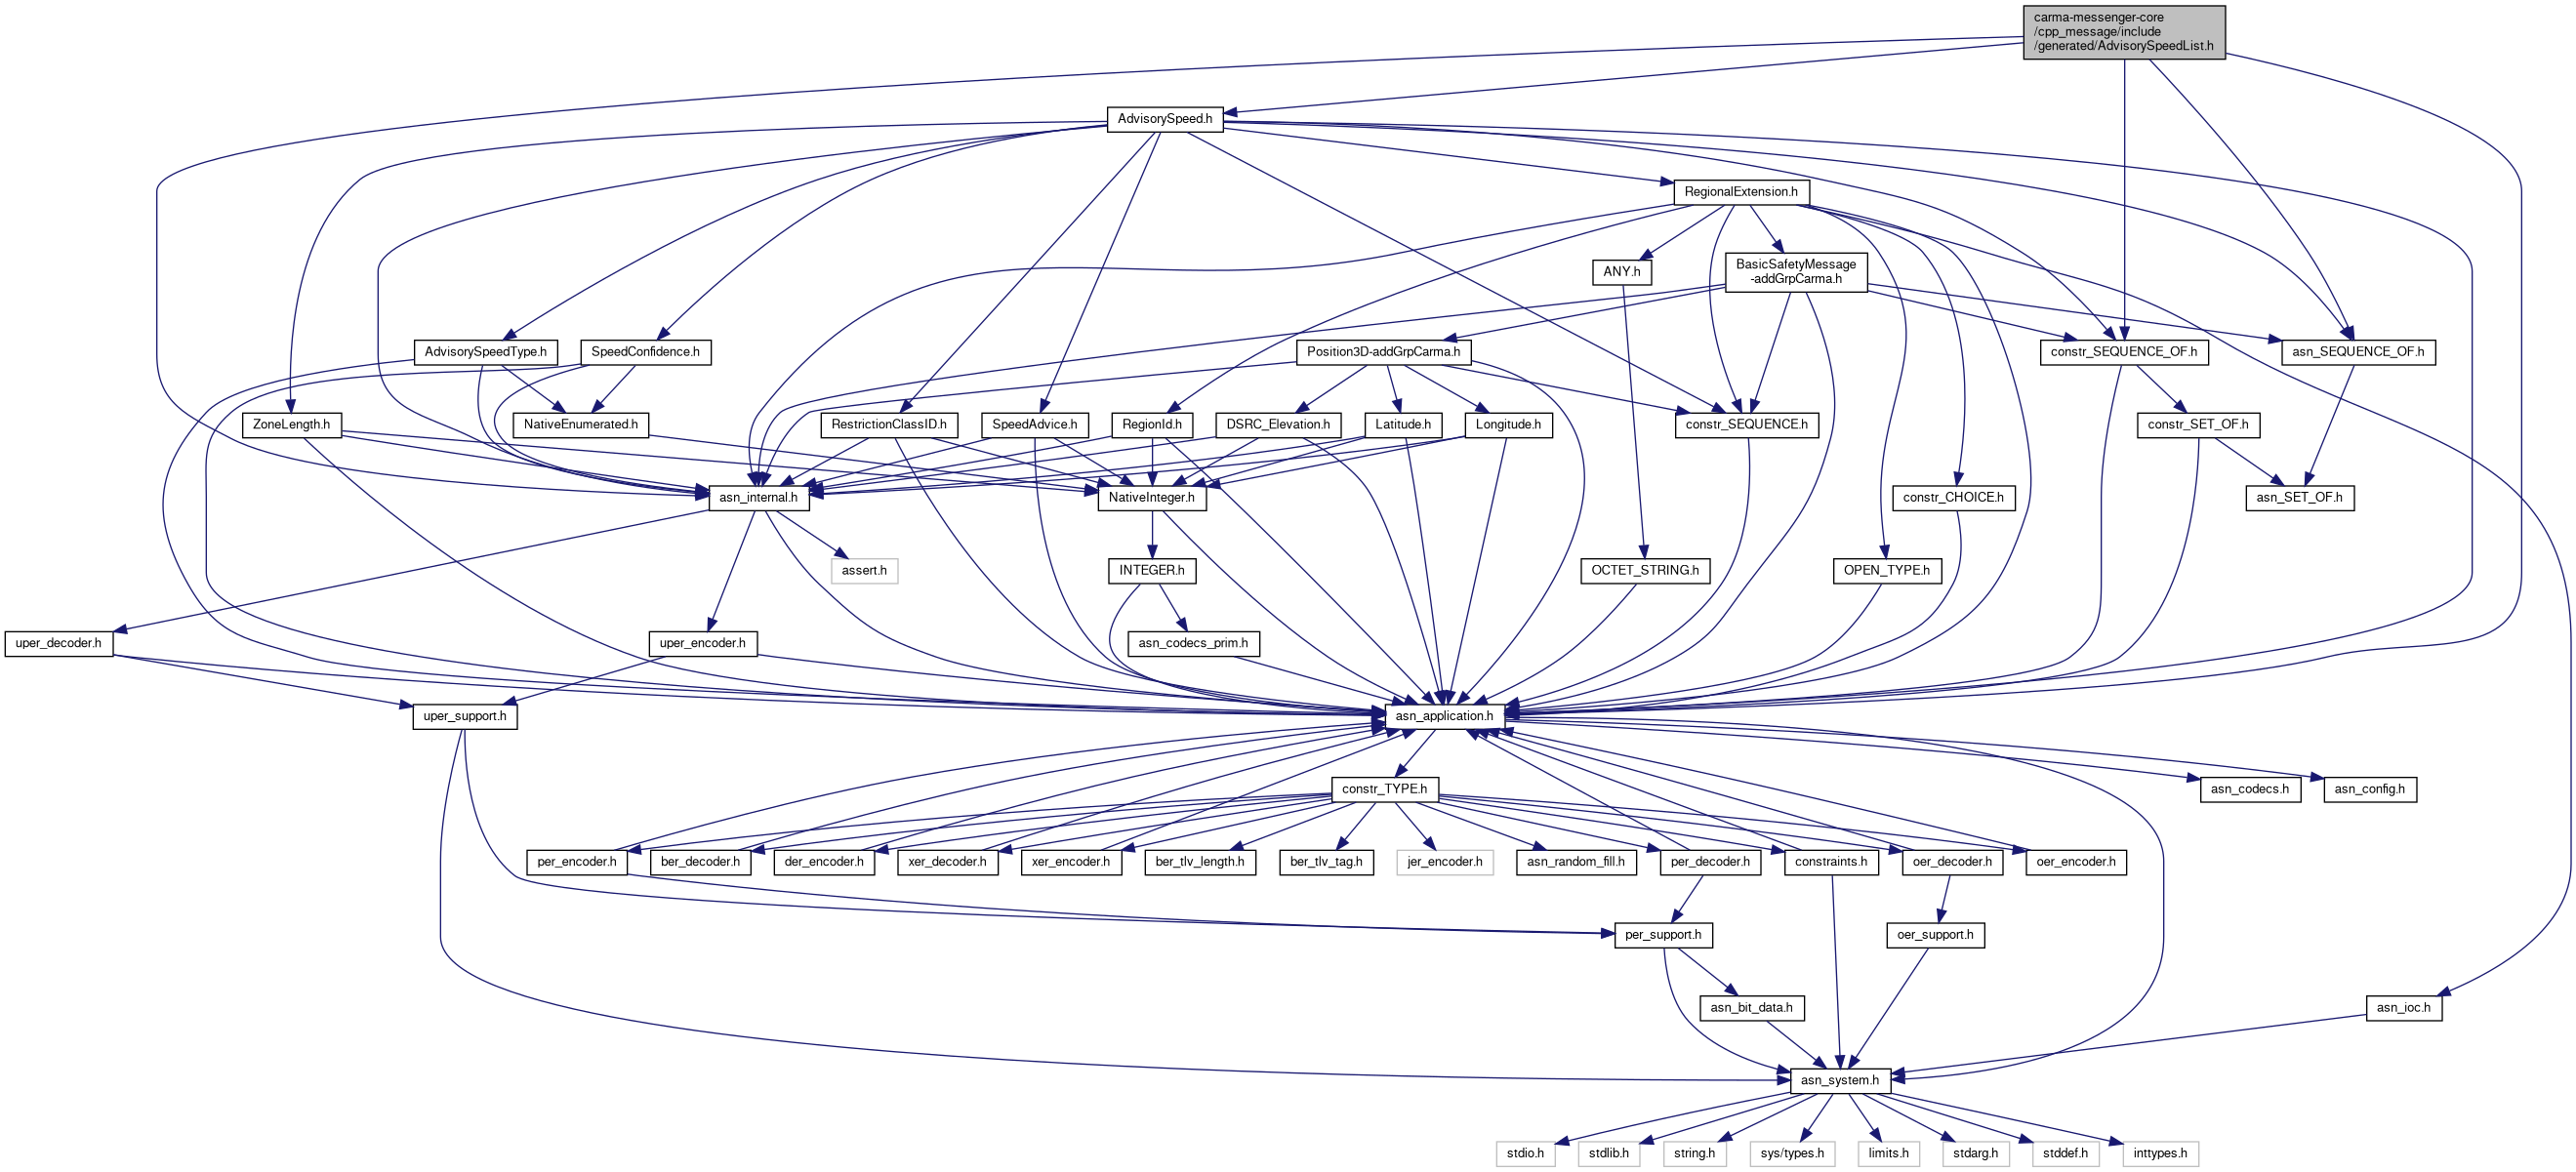 carma-messenger-core
/cpp_message/include
/generated/AdvisorySpeedList.h
AdvisorySpeed.h
RegionalExtension.h
ANY.h
BasicSafetyMessage
-addGrpCarma.h
AdvisorySpeedType.h
SpeedConfidence.h
Position3D-addGrpCarma.h
constr_SEQUENCE_OF.h
asn_SEQUENCE_OF.h
ZoneLength.h
NativeEnumerated.h
RestrictionClassID.h
SpeedAdvice.h
RegionId.h
DSRC_Elevation.h
Latitude.h
Longitude.h
constr_SEQUENCE.h
constr_SET_OF.h
asn_internal.h
NativeInteger.h
constr_CHOICE.h
asn_SET_OF.h
assert.h
INTEGER.h
OCTET_STRING.h
OPEN_TYPE.h
uper_decoder.h
uper_encoder.h
asn_codecs_prim.h
uper_support.h
asn_application.h
constr_TYPE.h
asn_codecs.h
asn_config.h
per_encoder.h
ber_decoder.h
der_encoder.h
xer_decoder.h
xer_encoder.h
ber_tlv_length.h
ber_tlv_tag.h
jer_encoder.h
asn_random_fill.h
per_decoder.h
constraints.h
oer_decoder.h
oer_encoder.h
per_support.h
oer_support.h
asn_bit_data.h
asn_ioc.h
asn_system.h
stdio.h
stdlib.h
string.h
sys/types.h
limits.h
stdarg.h
stddef.h
inttypes.h